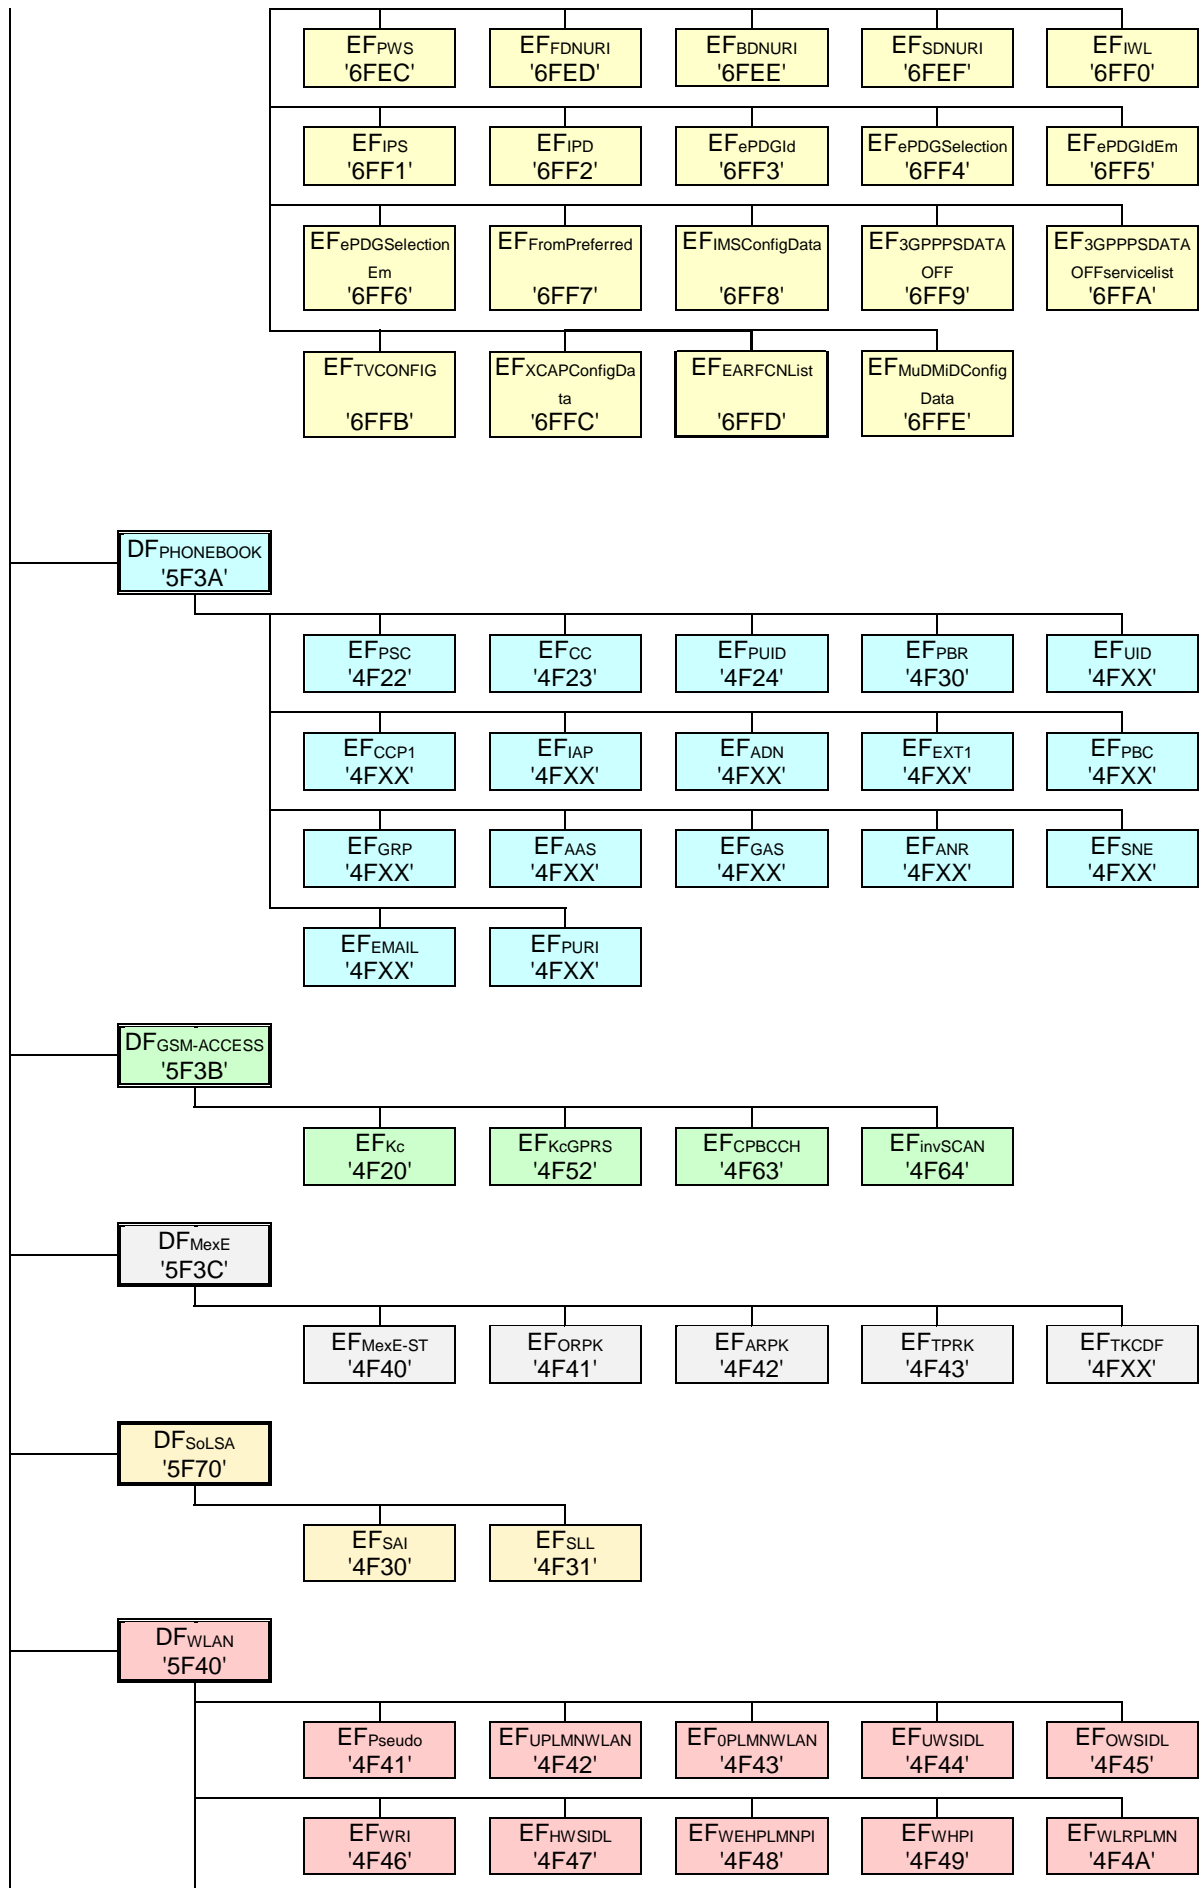 EFPWS EFFDNURI EFBDNURI EFSDNURI EFIWL
'6FEC' '6FED' '6FEE' '6FEF' '6FF0'
EFIPS EFIPD EFePDGId EFePDGSelection EFePDGIdEm
'6FF1' '6FF2' '6FF3' '6FF4' '6FF5'
EFePDGSelection EFFromPreferred EFIMSConfigData EF3GPPPSDATA EF3GPPPSDATA
Em OFF OFFservicelist
'6FF6' '6FF7' '6FF8' '6FF9' '6FFA'
EFTVCONFIG EFXCAPConfigDa EFEARFCNList EFMuDMiDConfig
ta Data
'6FFB' '6FFC' '6FFD' '6FFE'
DFPHONEBOOK
'5F3A'
EFPSC EFCC EFPUID EFPBR EFUID
'4F22' '4F23' '4F24' '4F30' '4FXX'
EFCCP1 EFIAP EFADN EFEXT1 EFPBC
'4FXX' '4FXX' '4FXX' '4FXX' '4FXX'
EFGRP EFAAS EFGAS EFANR EFSNE
'4FXX' '4FXX' '4FXX' '4FXX' '4FXX'
EFEMAIL EFPURI
'4FXX' '4FXX'
DFGSM-ACCESS
'5F3B'
EFKc EFKcGPRS EFCPBCCH EFinvSCAN
'4F20' '4F52' '4F63' '4F64'
DFMexE
'5F3C'
EFMexE-ST EFORPK EFARPK EFTPRK EFTKCDF
'4F40' '4F41' '4F42' '4F43' '4FXX'
DFSoLSA
'5F70'
EFSAI EFSLL
'4F30' '4F31'
DFWLAN
'5F40'
EFPseudo EFUPLMNWLAN EF0PLMNWLAN EFUWSIDL EFOWSIDL
'4F41' '4F42' '4F43' '4F44' '4F45'
EFWRI EFHWSIDL EFWEHPLMNPI EFWHPI EFWLRPLMN
'4F46' '4F47' '4F48' '4F49' '4F4A'